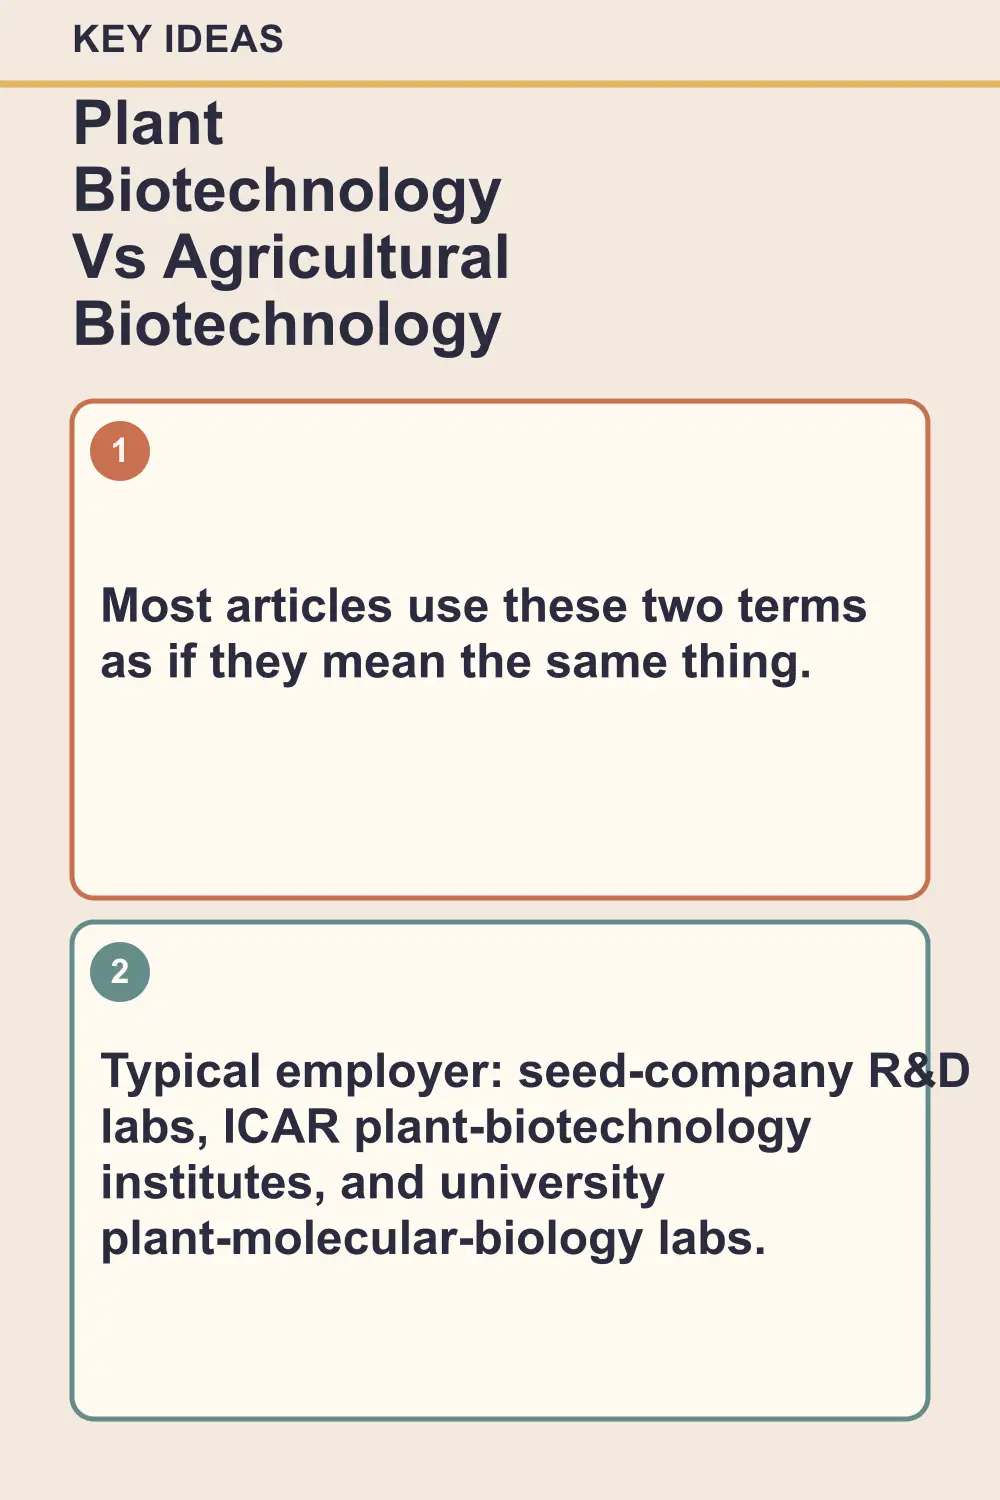 KEY IDEAS
Plant
Biotechnology
Vs Agricultural
Biotechnology
1
Most articles use these two terms
as if they mean the same thing.
2
Typical employer: seed-company R&D
labs, ICAR plant-biotechnology
institutes, and university
plant-molecular-biology labs.